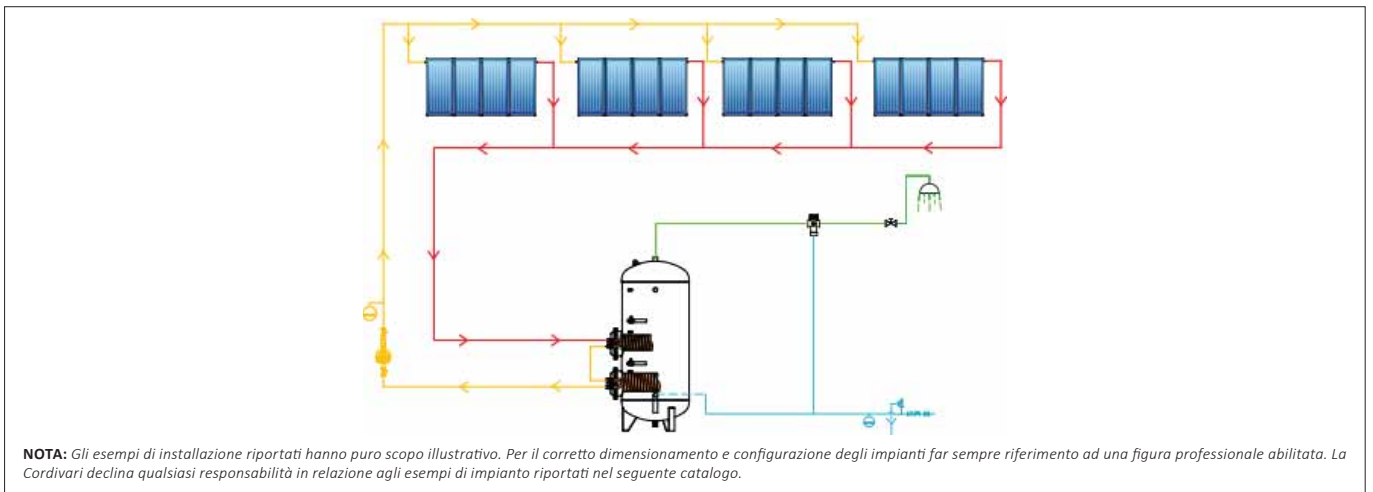 NOTA: Gli esempi di installazione riportati hanno puro scopo illustrativo. Per il corretto dimensionamento e configurazione degli impianti far sempre riferimento ad una figura professionale abilitata. La
Cordivari declina qualsiasi responsabilità in relazione agli esempi di impianto riportati nel seguente catalogo.